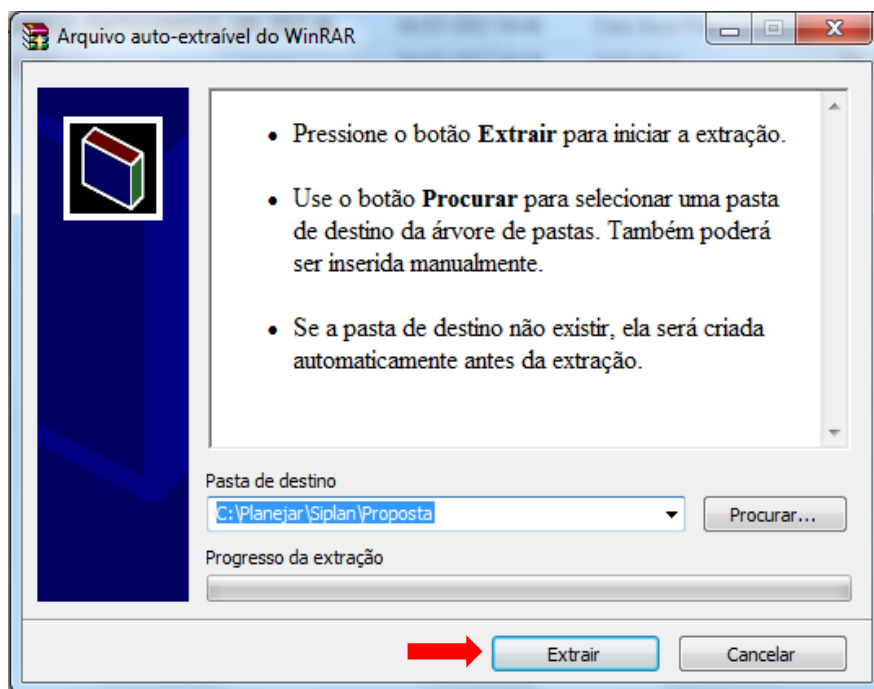 Arquivo auto-extraível do WinRAR
• Pressione o botão Extrair para iniciar a extração.
• Use o botão Procurar para selecionar uma pasta
de destino da árvore de pastas. Também poderá
ser inserida manualmente.
• Se a pasta de destino não existir, ela será criada
automaticamente antes da extração.
Pasta de destino
C:\Planejar\Siplan\Proposta
Procurar...
Progresso da extração
Extrair
Cancelar